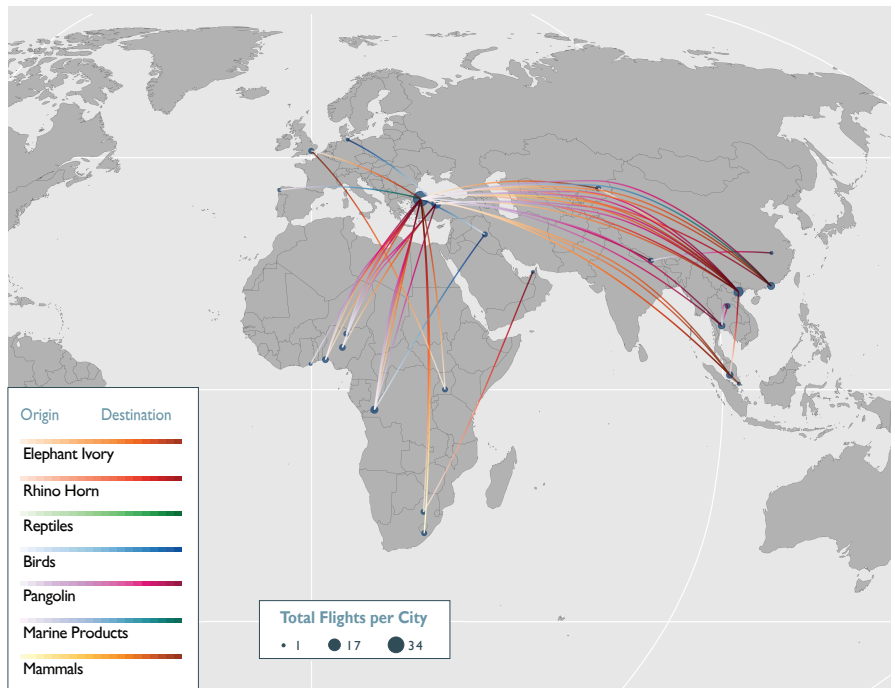 Origin Destination
Elephant Ivory
Rhino Horn
Reptiles
Birds
Pangolin
Marine Products
Mammals
Total Flights per City
1 17 34